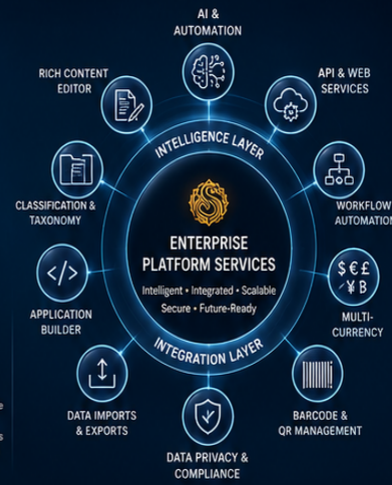 AI &
AUTOMATION
RICH CONTENT
EDITOR
API & WEB
SERVICES
INTELLIGENCE LAYER
CLASSIFICATION &
TAXONOMY
WORKFLOW
AUTOMATION
ENTERPRISE
PLATFORM SERVICES
Intelligent • Integrated • Scalable
Secure • Future-Ready
</>
$ € £
¥ B
APPLICATION
BUILDER
MULTI-
CURRENCY
INTEGRATION LAYER
DATA IMPORTS
& EXPORTS
BARCODE &
QR MANAGEMENT
DATA PRIVACY &
COMPLIANCE